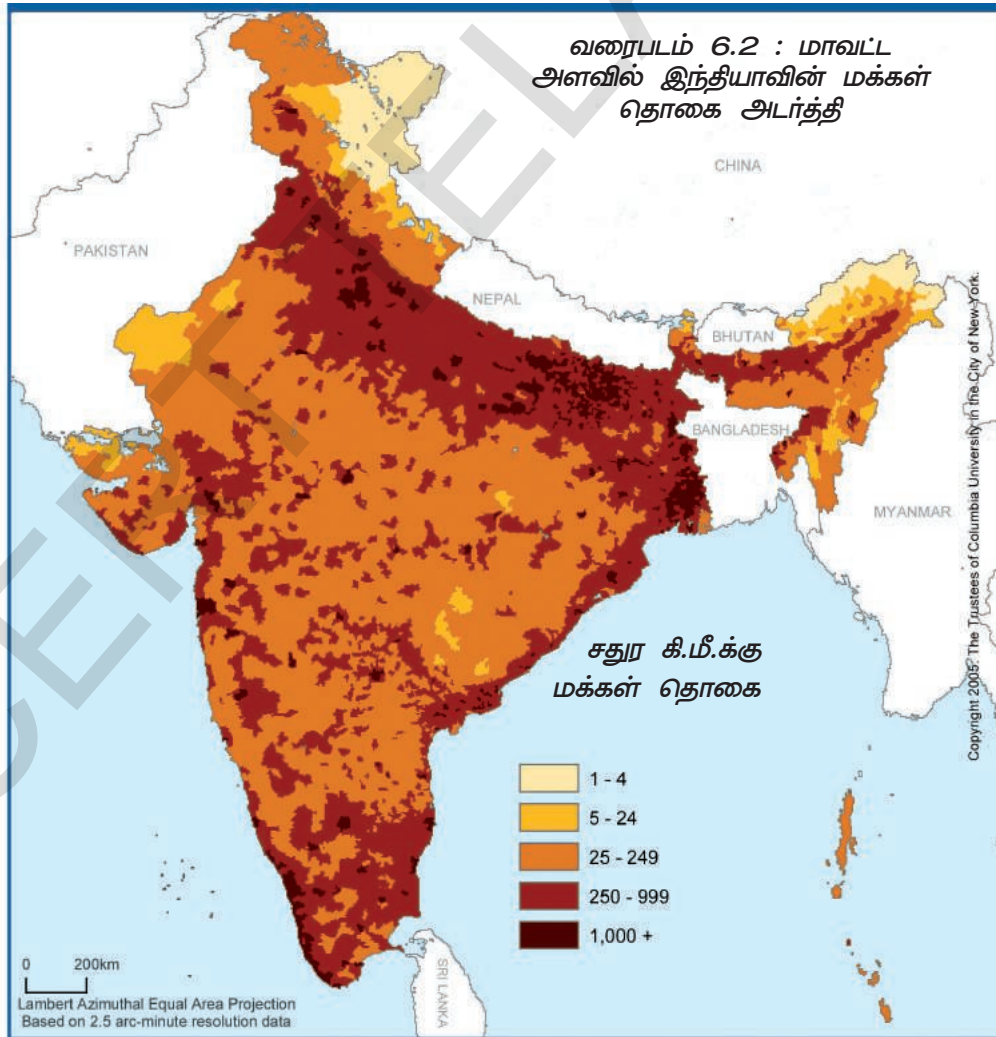 வரைபடம் 6.2 : மாவட்ட
அளவில் இந்தியாவின் மக்கள்
தொகை அடர்த்தி
CHINA
PAKISTAN
NEPAL
BHUTAN
BANGLADESH
MYANMAR
சதுர கி.மீ.க்கு
மக்கள் தொகை
1 - 4
5 - 24
25 - 249
250 - 999
1,000 +
SRI LANKA
0 200km
Lambert Azimuthal Equal Area Projection
Based on 2.5 arc-minute resolution data
Copyright 2005. The Trustees of Columbia University in the City of New York.